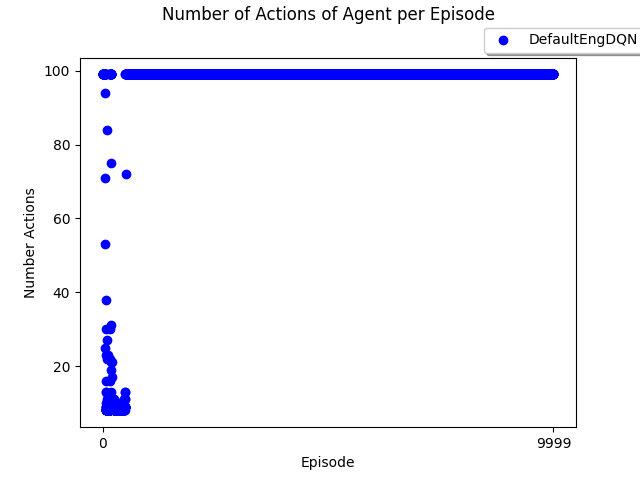 Number of Actions of Agent per Episode
DefaultEngDQN
100
80
60
40
20
Number Actions
0
9999
Episode